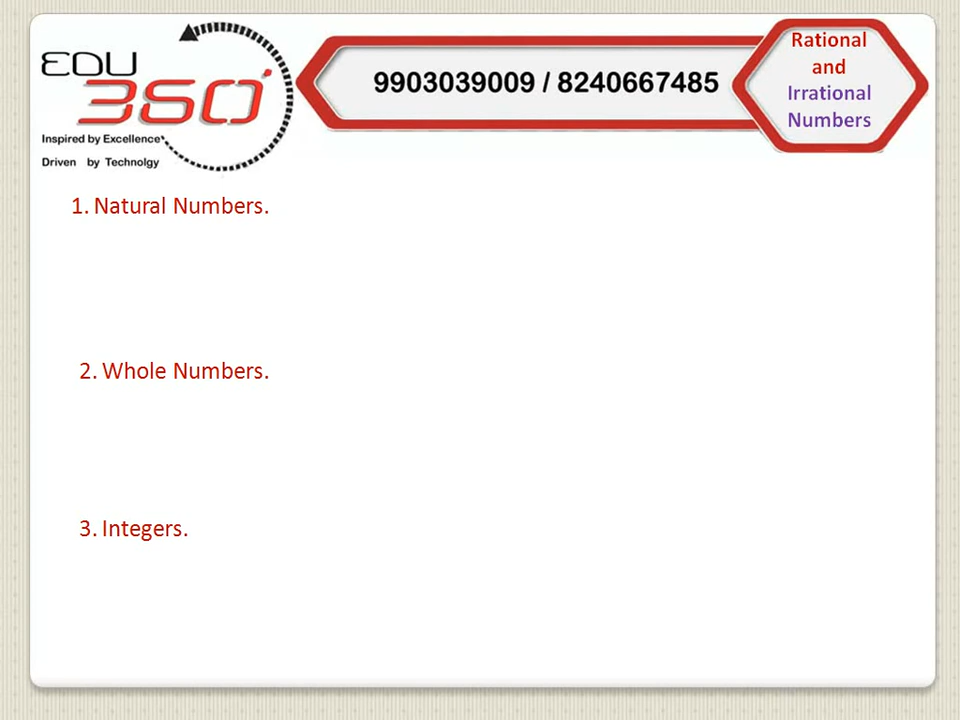 EDU
360°
Inspired by Excellence
Driven by Technolgy
9903039009 / 8240667485
Rational
and
Irrational
Numbers
1. Natural Numbers.
2. Whole Numbers.
3. Integers.